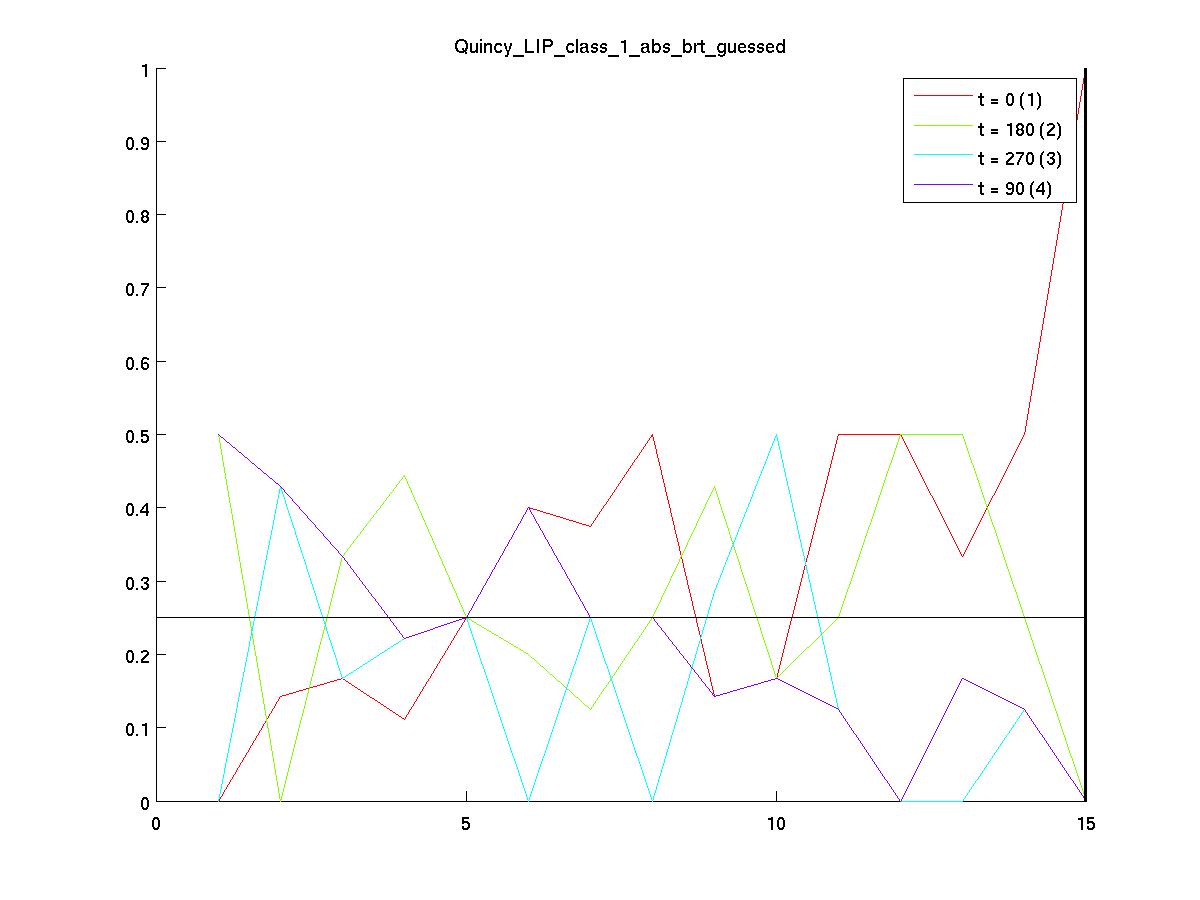 Quincy_LIP_class_1_abs_brt_guessed
1
0.9
0.8
0.7
0.6
0.5
0.4
0.3
0.2
0.1
0
0 5 10 15
t = 0 (1)
t = 180 (2)
t = 270 (3)
t = 90 (4)